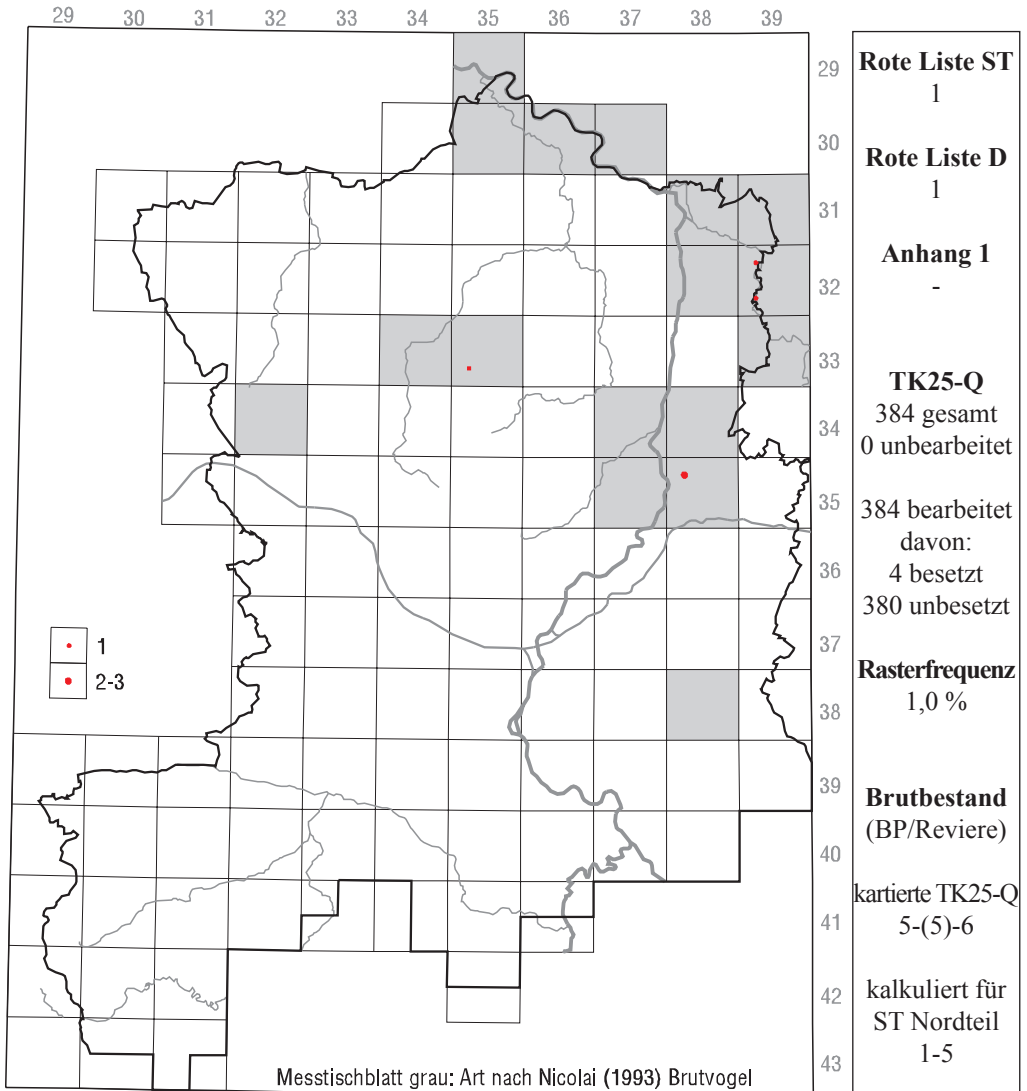 29 30 31 32 33 34 35 36 37 38 39
29
30
31
32
33
34
35
36
37
38
39
40
41
42
43
1
2-3
Messtischblatt grau: Art nach Nicolai (1993) Brutvogel
Rote Liste ST
1
Rote Liste D
1
Anhang 1
-
TK25-Q
384 gesamt
0 unbearbeitet
384 bearbeitet
davon:
4 besetzt
380 unbesetzt
Rasterfrequenz
1,0 %
Brutbestand
(BP/Reviere)
kartierte TK25-Q
5-(5)-6
kalkuliert für
ST Nordteil
1-5